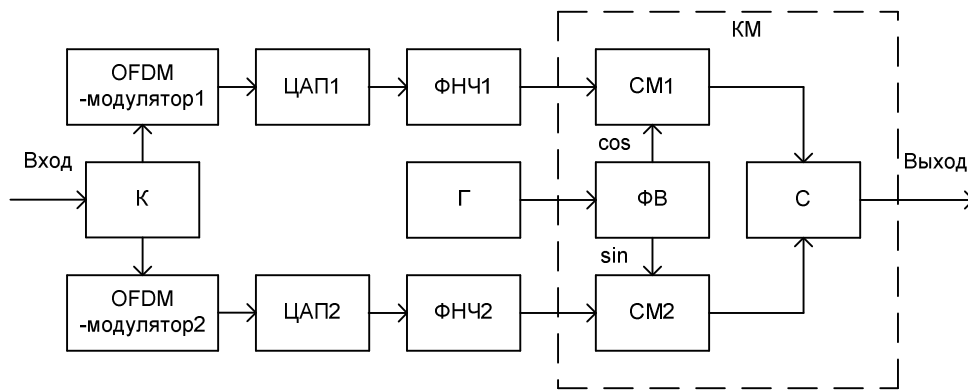 КМ
OFDM
-модулятор1
ЦАП1
ФНЧ1
СМ1
cos
Вход
К
Г
ФВ
С
Выход
sin
OFDM
-модулятор2
ЦАП2
ФНЧ2
СМ2